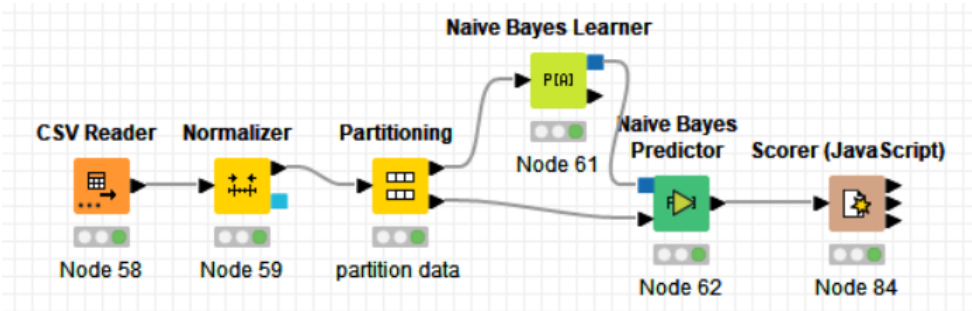 Naive Bayes Learner
P[A]
Node 61
CSV Reader
Normalizer
Partitioning
Naive Bayes
Predictor
Scorer (JavaScript)
Node 58
Node 59
partition data
Node 62
Node 84